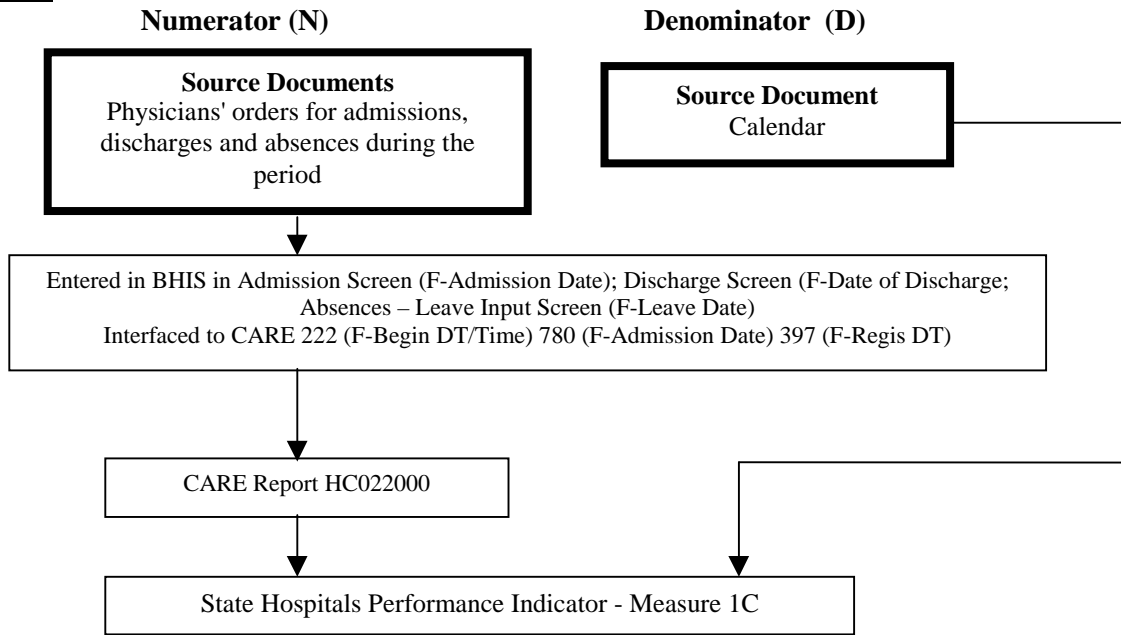 Numerator (N)
Denominator (D)
Source Documents
Physicians' orders for admissions,
discharges and absences during the
period
Source Document
Calendar
Entered in BHIS in Admission Screen (F-Admission Date); Discharge Screen (F-Date of Discharge;
Absences – Leave Input Screen (F-Leave Date)
Interfaced to CARE 222 (F-Begin DT/Time) 780 (F-Admission Date) 397 (F-Regis DT)
CARE Report HC022000
State Hospitals Performance Indicator - Measure 1C